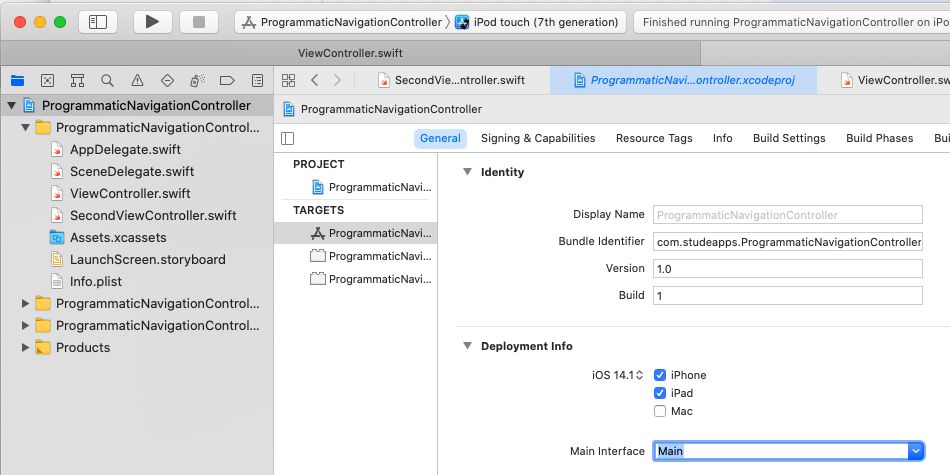 ProgrammaticNavigationController 〉 iPod touch (7th generation)
Finished running ProgrammaticNavigationController on iPo
ViewController.swift
SecondVie...ntroller.swift
ProgrammaticNavi...ontroller.xcodeproj
ViewController.sw
ProgrammaticNavigationController
ProgrammaticNavigationControl...
AppDelegate.swift
SceneDelegate.swift
ViewController.swift
SecondViewController.swift
Assets.xcassets
LaunchScreen.storyboard
Info.plist
ProgrammaticNavigationControl...
ProgrammaticNavigationControl...
Products
ProgrammaticNavigationController
General
Signing & Capabilities
Resource Tags
Info
Build Settings
Build Phases
Bui
PROJECT
ProgrammaticNavi...
TARGETS
ProgrammaticNavi...
ProgrammaticNavi...
ProgrammaticNavi...
Identity
Display Name ProgrammaticNavigationController
Bundle Identifier com.studeapps.ProgrammaticNavigationController
Version 1.0
Build 1
Deployment Info
iOS 14.1 iPhone
iPad
Mac
Main Interface Main